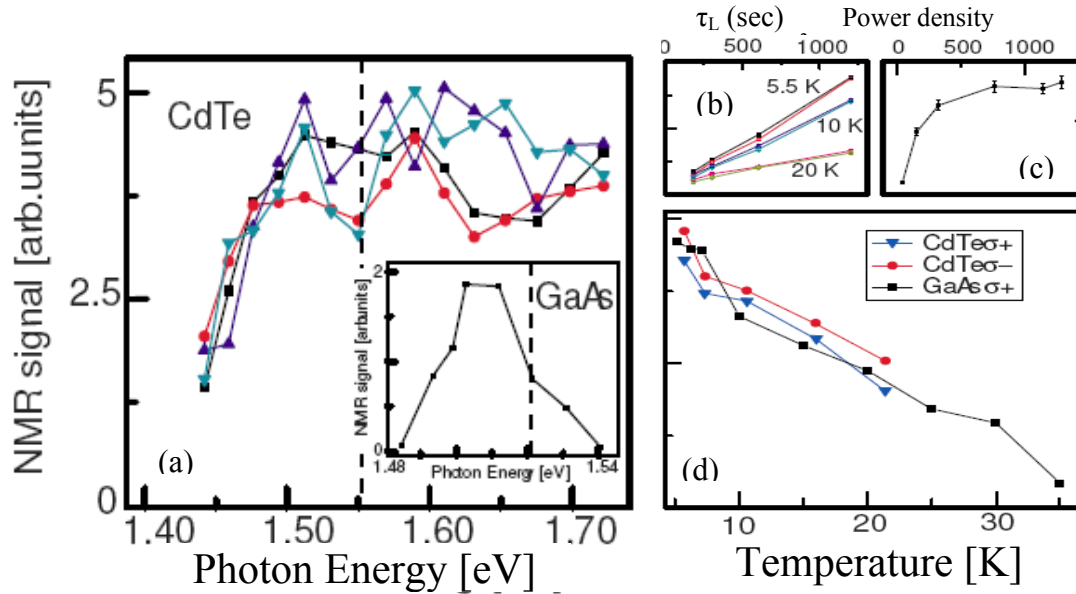 NMR signal [arb.uunits]
5
2.5
0
CdTe
(a)
1.40
1.50
1.60
1.70
Photon Energy [eV]
GaAs
NMR signal [arbunits]
2
0
1.48
1.54
Photon Energy [eV]
τL (sec)
500
1000
(b)
5.5 K
10 K
20 K
Power density
0
500
1000
(c)
CdTeσ+
CdTeσ−
GaAsσ+
(d)
10
20
30
Temperature [K]